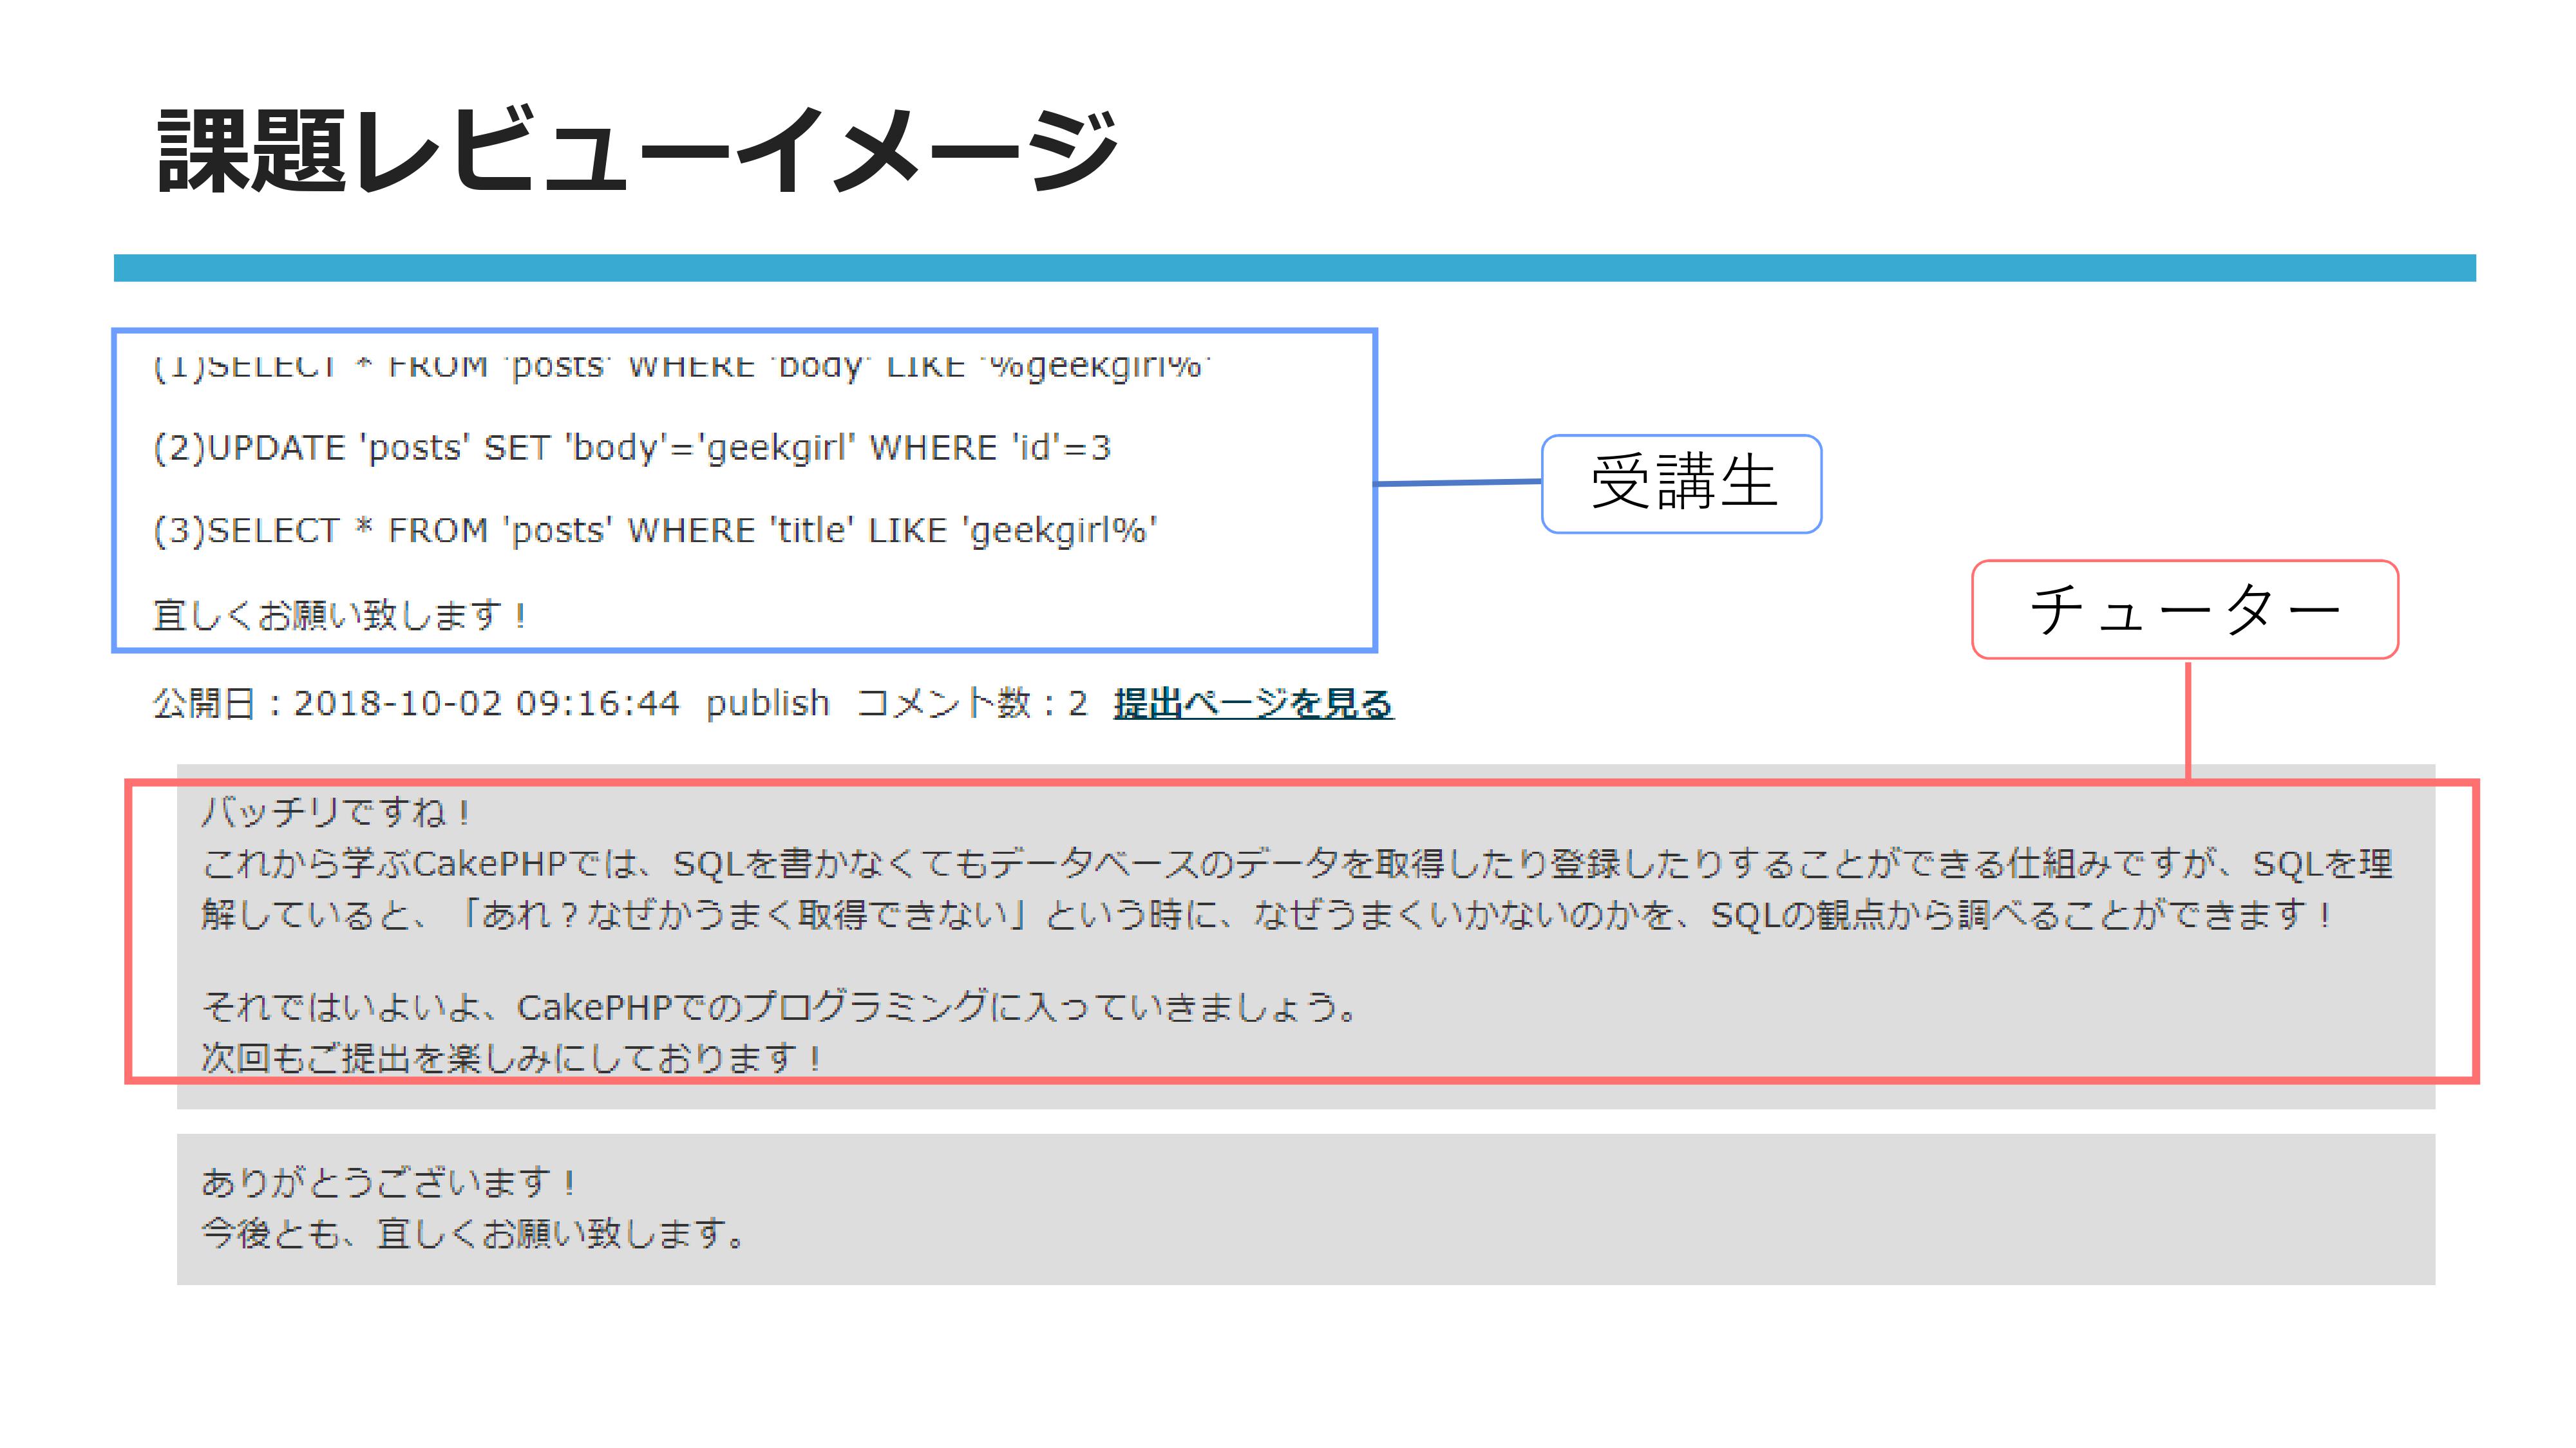 課題レビューイメージ
(1)SELECT * FROM 'posts' WHERE 'body' LIKE '%geekgirl%'
(2)UPDATE 'posts' SET 'body'='geekgirl' WHERE 'id'=3
(3)SELECT * FROM 'posts' WHERE 'title' LIKE 'geekgirl%'
宜しくお願い致します！
受講生
チューター
公開日：2018-10-02 09:16:44 publish コメント数：2 提出ページを見る
バッチリですね！
これから学ぶCakePHPでは、SQLを書かなくてもデータベースのデータを取得したり登録したりすることができる仕組みですが、SQLを理
解していると、「あれ？なぜかうまく取得できない」という時に、なぜうまくいかないのかを、SQLの観点から調べることができます！
それではいよいよ、CakePHPでのプログラミングに入っていきましょう。
次回もご提出を楽しみにしております！
ありがとうございます！
今後とも、宜しくお願い致します。